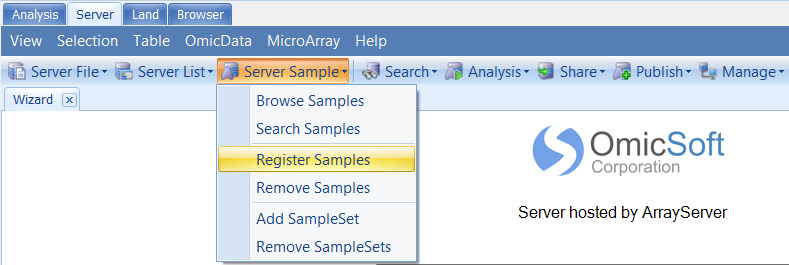 Analysis Server Land Browser
View Selection Table OmicData MicroArray Help
Server File Server List Server Sample Search Analysis Share Publish Manage
Wizard
Browse Samples
Search Samples
Register Samples
Remove Samples
Add SampleSet
Remove SampleSets
OmicSoft
Corporation
Server hosted by ArrayServer